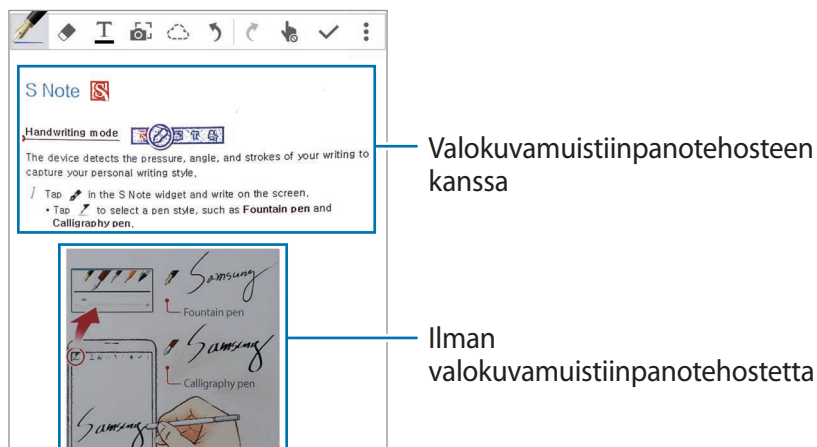 T
S Note
Handwriting mode
The device detects the pressure, angle, and strokes of your writing to
capture your personal writing style.
1 Tap in the S Note widget and write on the screen.
• Tap to select a pen style, such as Fountain pen and
Calligraphy pen.
Samsung
Fountain pen
Samsung
Calligraphy pen
Samsung
Valokuvamuistiinpanotehosteen
kanssa
Ilman
valokuvamuistiinpanotehostetta